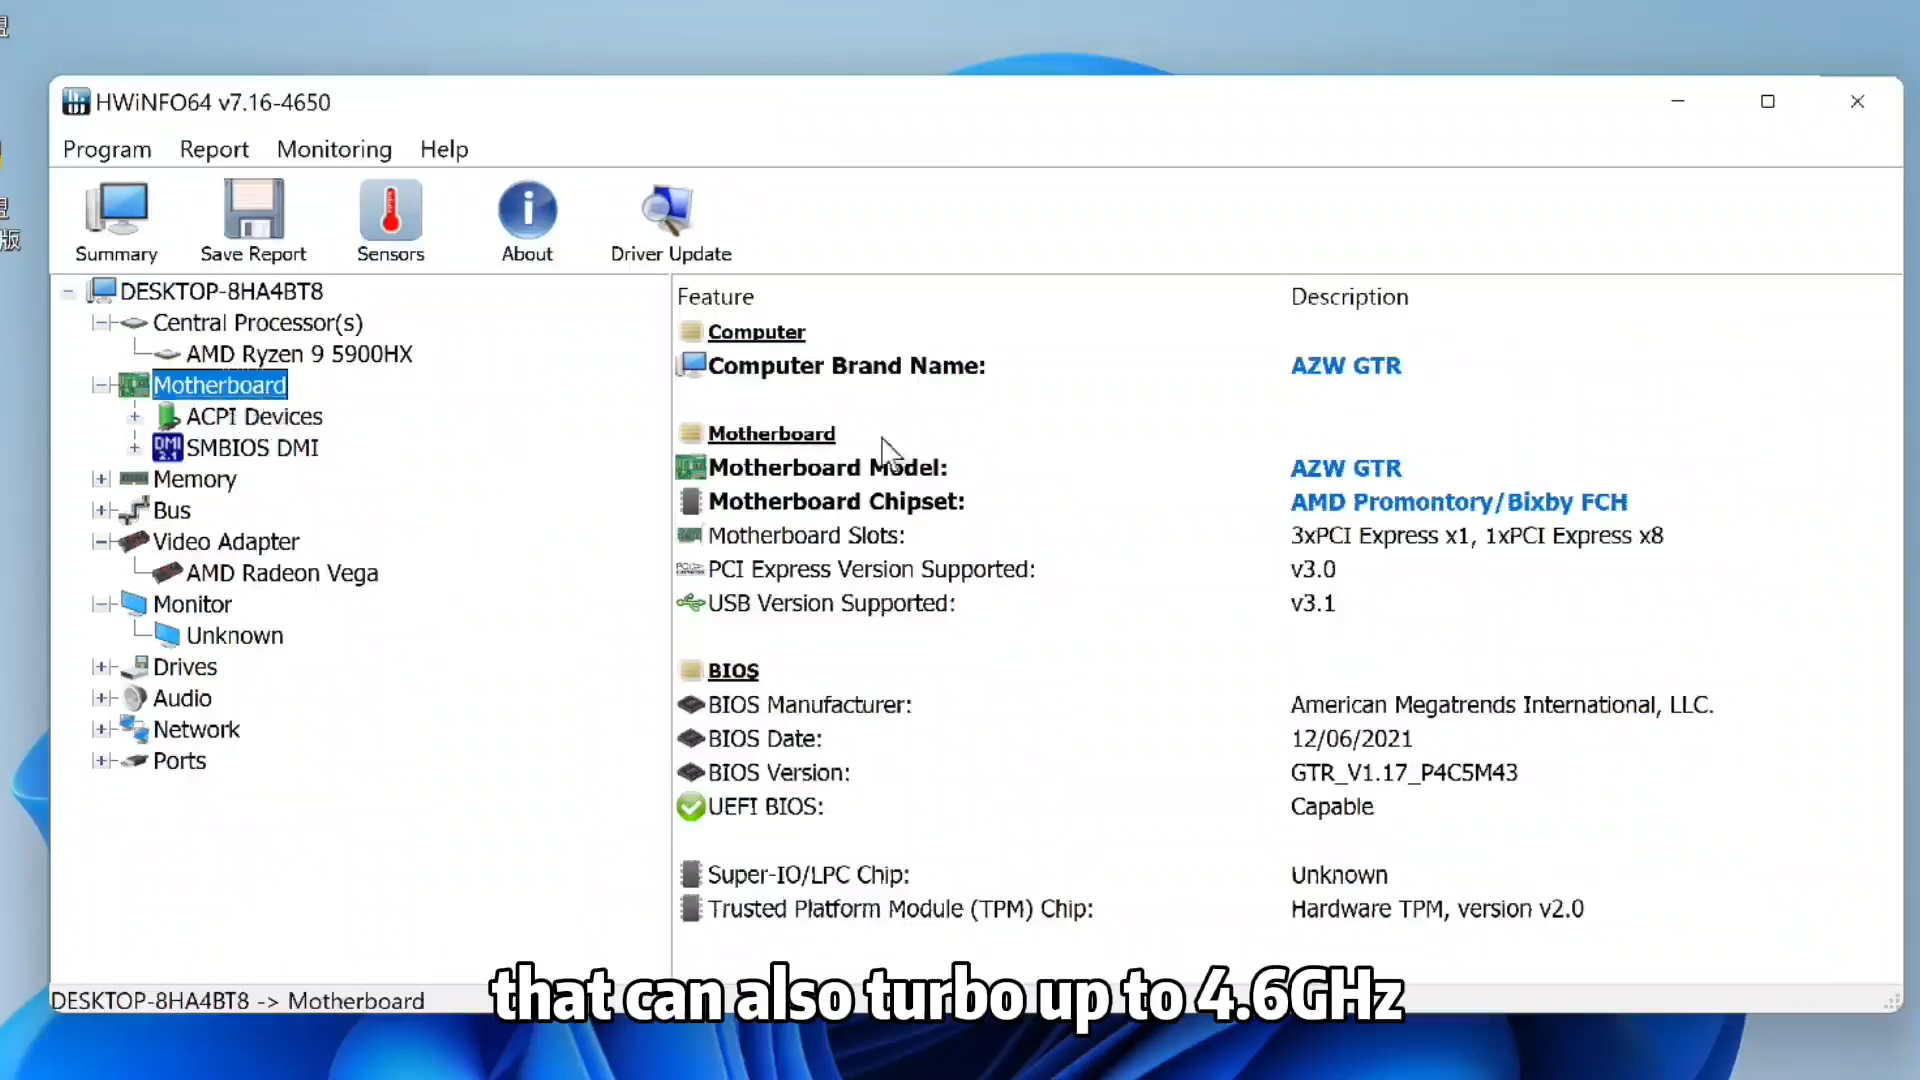 盟
HWiNFO64 v7.16-4650
Program Report Monitoring Help
盟
版
Summary Save Report Sensors About Driver Update
DESKTOP-8HA4BT8
Central Processor(s)
AMD Ryzen 9 5900HX
Motherboard
ACPI Devices
DMI 2.1 SMBIOS DMI
Memory
Bus
Video Adapter
AMD Radeon Vega
Monitor
Unknown
Drives
Audio
Network
Ports
Feature Description
Computer
Computer Brand Name: AZW GTR
Motherboard
Motherboard Model: AZW GTR
Motherboard Chipset: AMD Promontory/Bixby FCH
Motherboard Slots: 3xPCI Express x1, 1xPCI Express x8
PCI Express Version Supported: v3.0
USB Version Supported: v3.1
BIOS
BIOS Manufacturer: American Megatrends International, LLC.
BIOS Date: 12/06/2021
BIOS Version: GTR_V1.17_P4C5M43
UEFI BIOS: Capable
Super-IO/LPC Chip: Unknown
Trusted Platform Module (TPM) Chip: Hardware TPM, version v2.0
DESKTOP-8HA4BT8 -> Motherboard
that can also turbo up to 4.6GHz